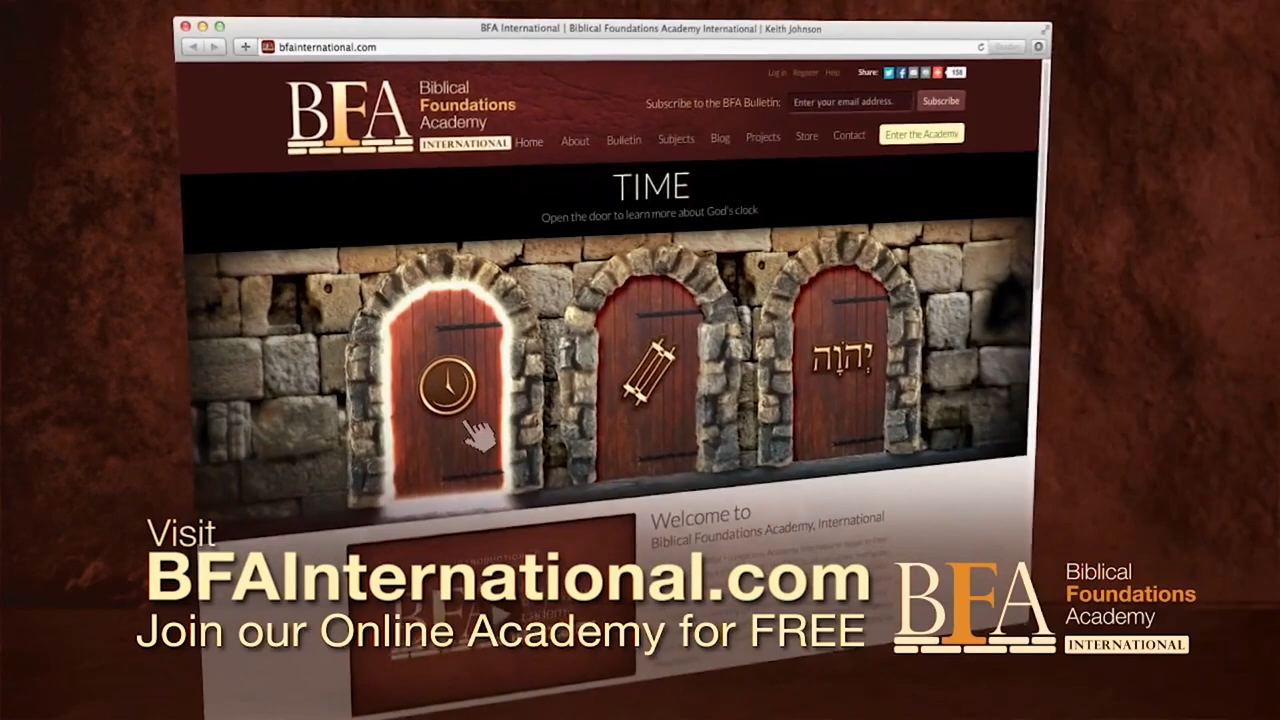 BFA International | Biblical Foundations Academy International | Keith Johnson
bfainternational.com
Reader
Log in Register Help Share: 158
Subscribe to the BFA Bulletin: Enter your email address. Subscribe
BFA Biblical
Foundations
Academy
INTERNATIONAL
Home About Bulletin Subjects Blog Projects Store Contact Enter the Academy
TIME
Open the door to learn more about God's clock
יְהֹוָה
Welcome to
Biblical Foundations Academy, International
Visit
BFAInternational.com
Join our Online Academy for FREE
BFA Biblical
Foundations
Academy
INTERNATIONAL